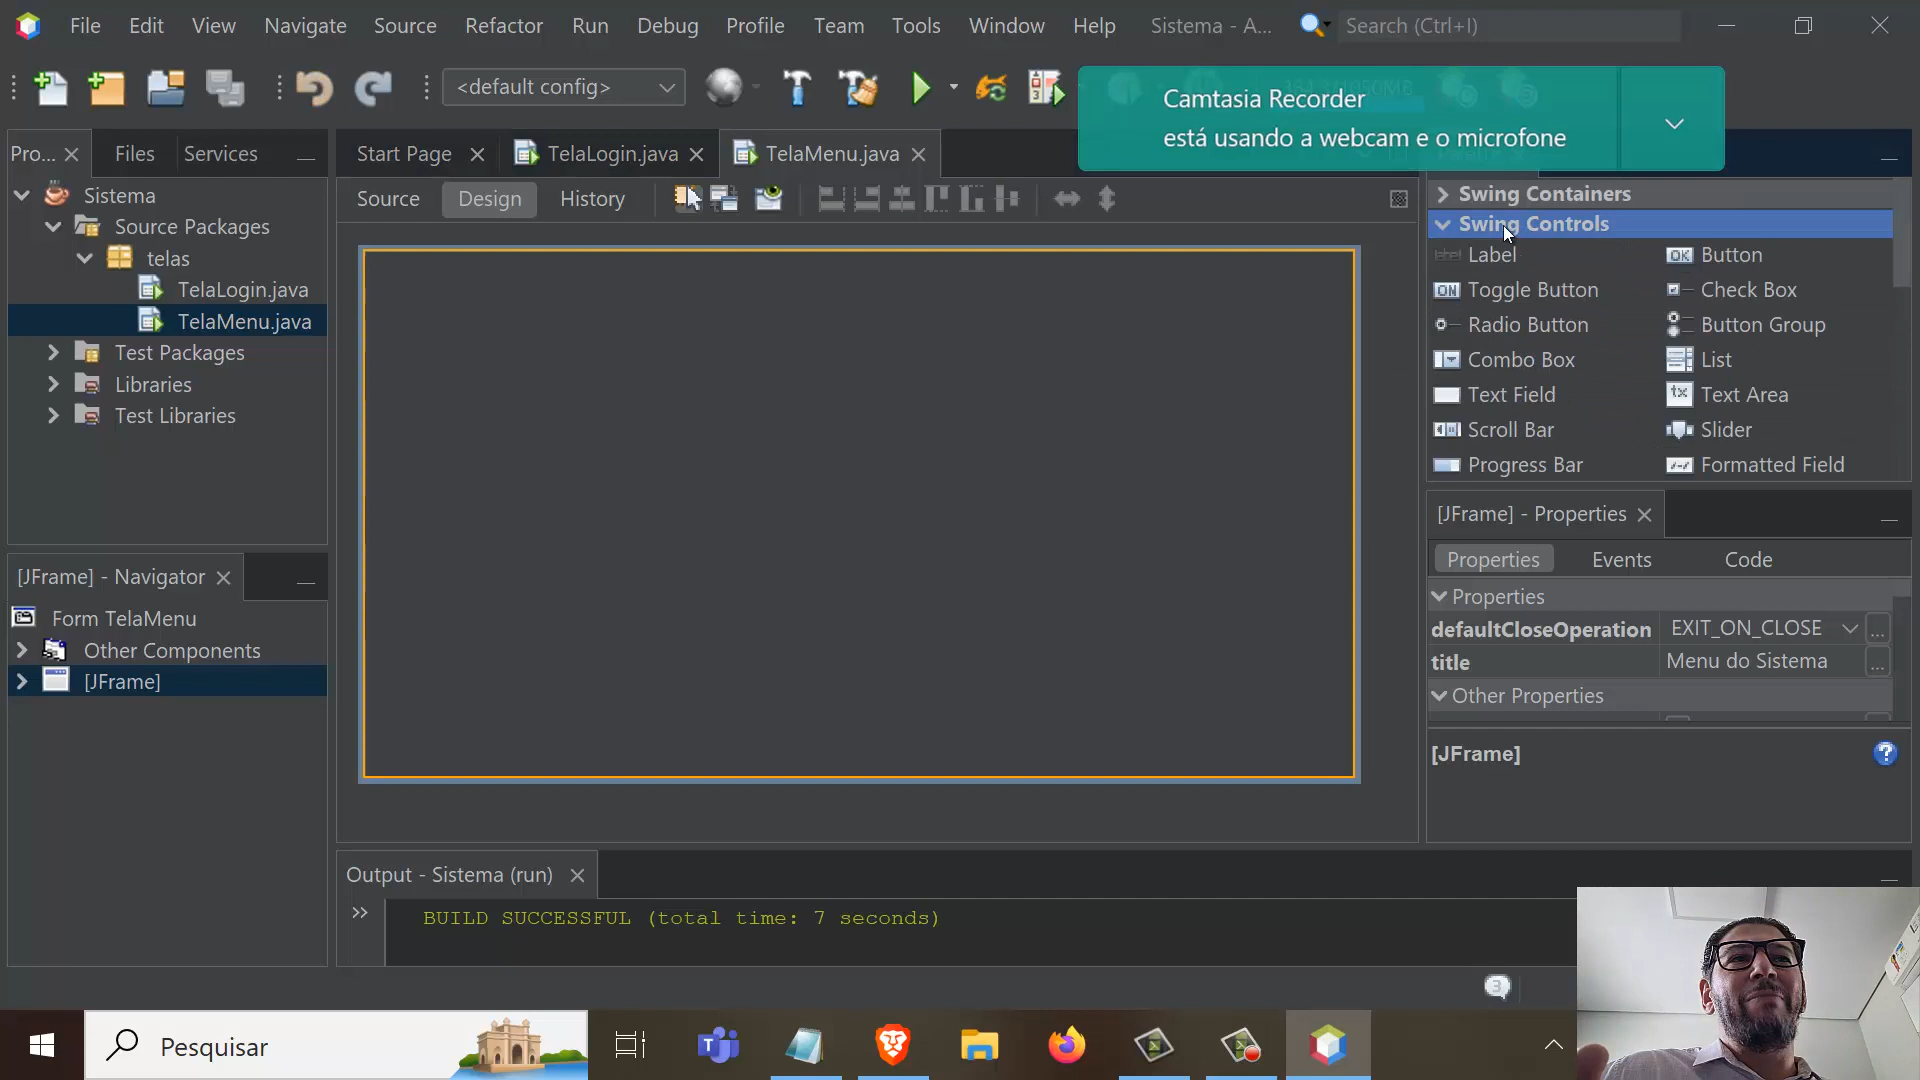 File Edit View Navigate Source Refactor Run Debug Profile Team Tools Window Help Sistema - A... Search (Ctrl+I)
<default config>
Camtasia Recorder
está usando a webcam e o microfone
Pro... Files Services
Start Page TelaLogin.java TelaMenu.java
Source Design History
Sistema
Source Packages
telas
TelaLogin.java
TelaMenu.java
Test Packages
Libraries
Test Libraries
Swing Containers
Swing Controls
Label Button
Toggle Button Check Box
Radio Button Button Group
Combo Box List
Text Field Text Area
Scroll Bar Slider
Progress Bar Formatted Field
[JFrame] - Navigator
Form TelaMenu
Other Components
[JFrame]
[JFrame] - Properties
Properties Events Code
Properties
defaultCloseOperation EXIT_ON_CLOSE ...
title Menu do Sistema ...
Other Properties
[JFrame]
Output - Sistema (run)
BUILD SUCCESSFUL (total time: 7 seconds)
3
Pesquisar